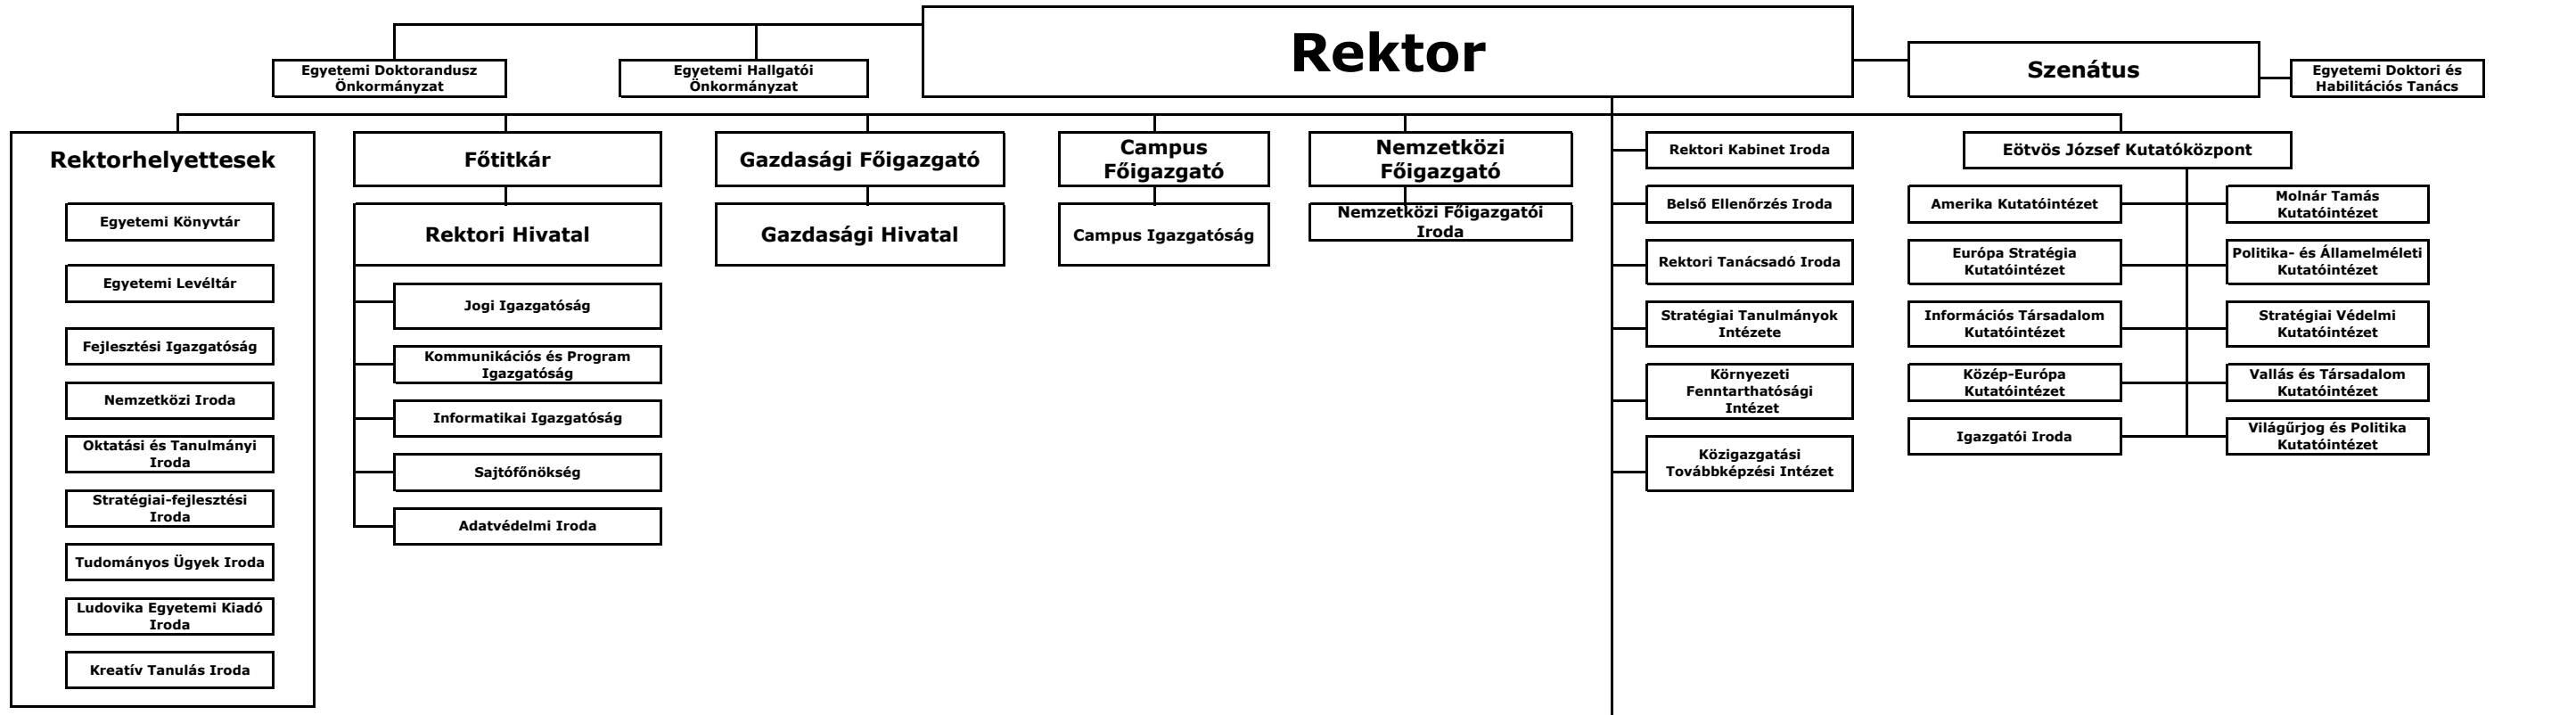 Rektor
Egyetemi Doktorandusz
Önkormányzat
Egyetemi Hallgatói
Önkormányzat
Szenátus
Egyetemi Doktori és
Habilitációs Tanács
Rektorhelyettesek
Egyetemi Könyvtár
Egyetemi Levéltár
Fejlesztési Igazgatóság
Nemzetközi Iroda
Oktatási és Tanulmányi
Iroda
Stratégiai-fejlesztési
Iroda
Tudományos Ügyek Iroda
Ludovika Egyetemi Kiadó
Iroda
Kreatív Tanulás Iroda
Főtitkár
Rektori Hivatal
Jogi Igazgatóság
Kommunikációs és Program
Igazgatóság
Informatikai Igazgatóság
Sajtófőnökség
Adatvédelmi Iroda
Gazdasági Főigazgató
Gazdasági Hivatal
Campus
Főigazgató
Campus Igazgatóság
Nemzetközi
Főigazgató
Nemzetközi Főigazgatói
Iroda
Rektori Kabinet Iroda
Belső Ellenőrzés Iroda
Rektori Tanácsadó Iroda
Stratégiai Tanulmányok
Intézete
Környezeti
Fenntarthatósági
Intézet
Közigazgatási
Továbbképzési Intézet
Eötvös József Kutatóközpont
Amerika Kutatóintézet
Európa Stratégia
Kutatóintézet
Információs Társadalom
Kutatóintézet
Közép-Európa
Kutatóintézet
Igazgatói Iroda
Molnár Tamás
Kutatóintézet
Politika- és Államelméleti
Kutatóintézet
Stratégiai Védelmi
Kutatóintézet
Vallás és Társadalom
Kutatóintézet
Világűrjog és Politika
Kutatóintézet